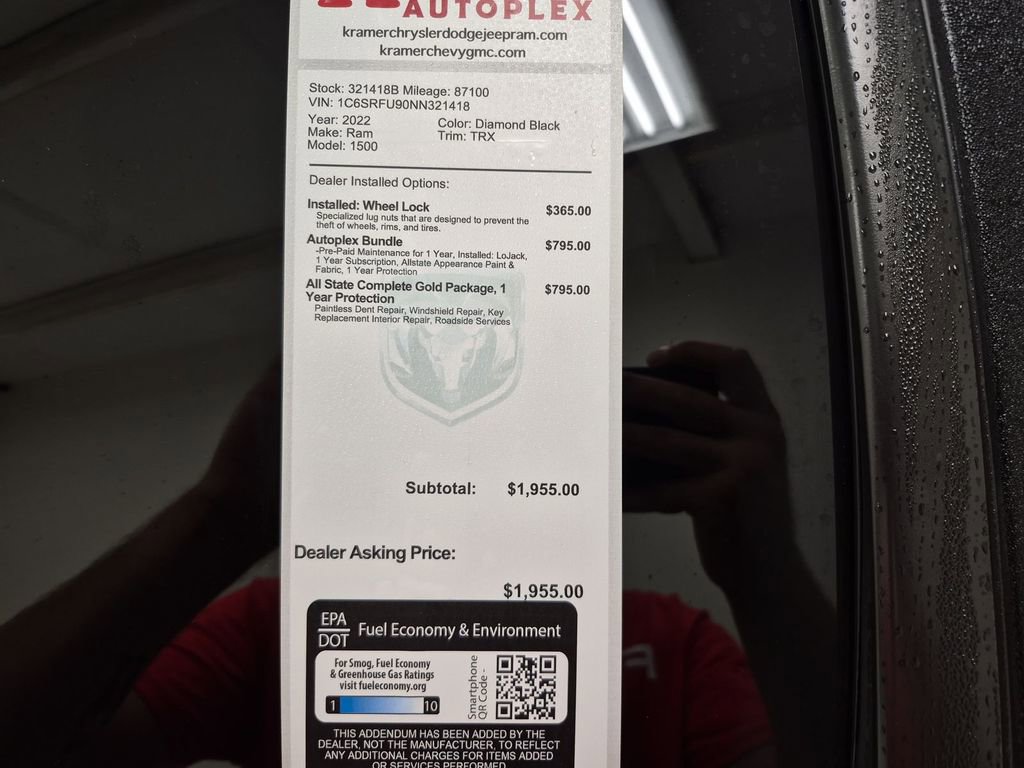 AUTOPLEX
kramerchryslerdodgejeepram.com
kramerchevygmc.com
Stock: 321418B Mileage: 87100
VIN: 1C6SRFU90NN321418
Year: 2022
Color: Diamond Black
Make: Ram
Trim: TRX
Model: 1500
Dealer Installed Options:
Installed: Wheel Lock $365.00
Specialized lug nuts that are designed to prevent the
theft of wheels, rims, and tires.
Autoplex Bundle $795.00
-Pre-Paid Maintenance for 1 Year, Installed: LoJack,
1 Year Subscription, Allstate Appearance Paint &
Fabric, 1 Year Protection
All State Complete Gold Package, 1 $795.00
Year Protection
Paintless Dent Repair, Windshield Repair, Key
Replacement Interior Repair, Roadside Services
Subtotal: $1,955.00
Dealer Asking Price:
$1,955.00
EPA
DOT
Fuel Economy & Environment
For Smog, Fuel Economy
& Greenhouse Gas Ratings
visit fueleconomy.org
1 10
Smartphone
QR Code -
THIS ADDENDUM HAS BEEN ADDED BY THE
DEALER, NOT THE MANUFACTURER, TO REFLECT
ANY ADDITIONAL CHARGES FOR ITEMS ADDED
OR SERVICES PERFORMED